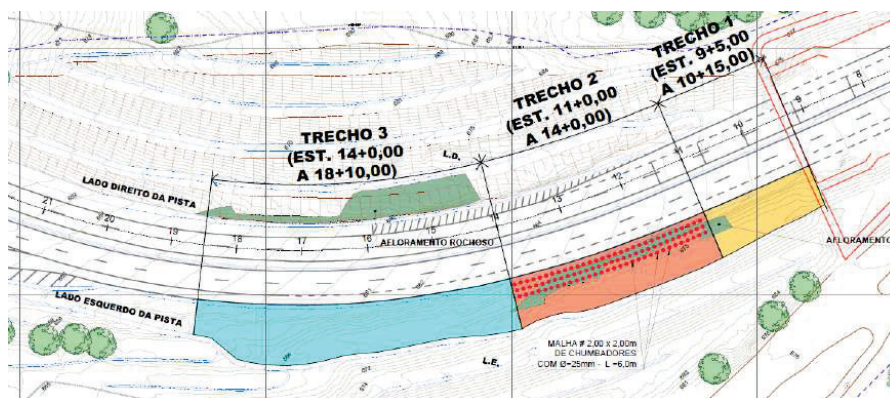 TRECHO 1
(EST. 9+5,00
A 10+15,00)
TRECHO 2
(EST. 11+0,00
A 14+0,00)
TRECHO 3
(EST. 14+0,00
A 18+10,00)
L.D.
LADO DIREITO DA PISTA
21
20
19
18
17
16
15
14
13
12
11
10
9
8
AFLORAMENTO ROCHOSO
AFLORAMENTO
LADO ESQUERDO DA PISTA
L.E.
MALHA # 2,00 x 2,00m
DE CHUMBADORES
COM Ø=25mm - L =6,0m